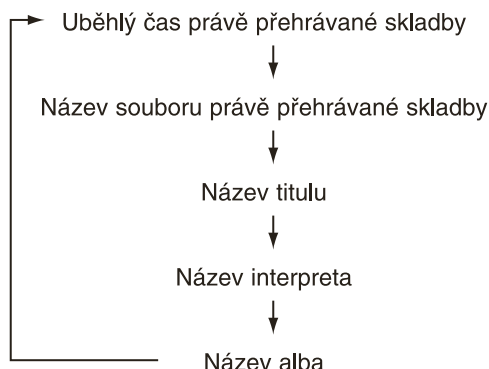 Uběhlý čas právě přehrávané skladby
Název souboru právě přehrávané skladby
Název titulu
Název interpreta
Název alba